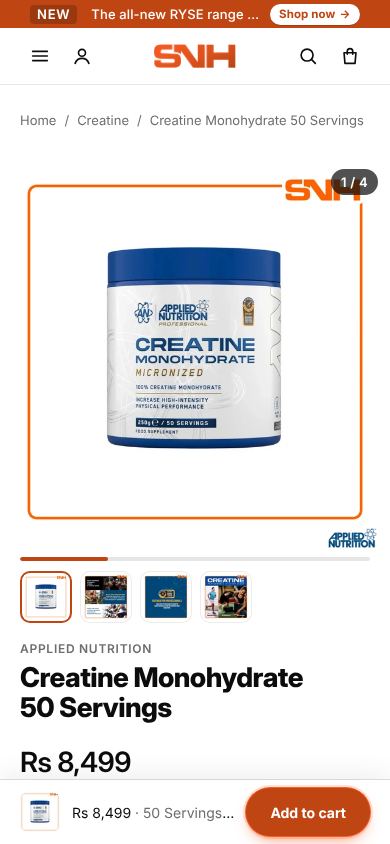 NEW The all-new RYSE range ... Shop now →
SNH
Home / Creatine / Creatine Monohydrate 50 Servings
SNH
1 / 4
APPLIED NUTRITION
PROFESSIONAL
CREATINE
MONOHYDRATE
MICRONIZED
100% CREATINE MONOHYDRATE
INCREASE HIGH-INTENSITY
PHYSICAL PERFORMANCE
250g ℮ / 50 SERVINGS
FOOD SUPPLEMENT
APPLIED NUTRITION
CREATINE
APPLIED NUTRITION
Creatine Monohydrate
50 Servings
Rs 8,499
Rs 8,499 · 50 Servings... Add to cart